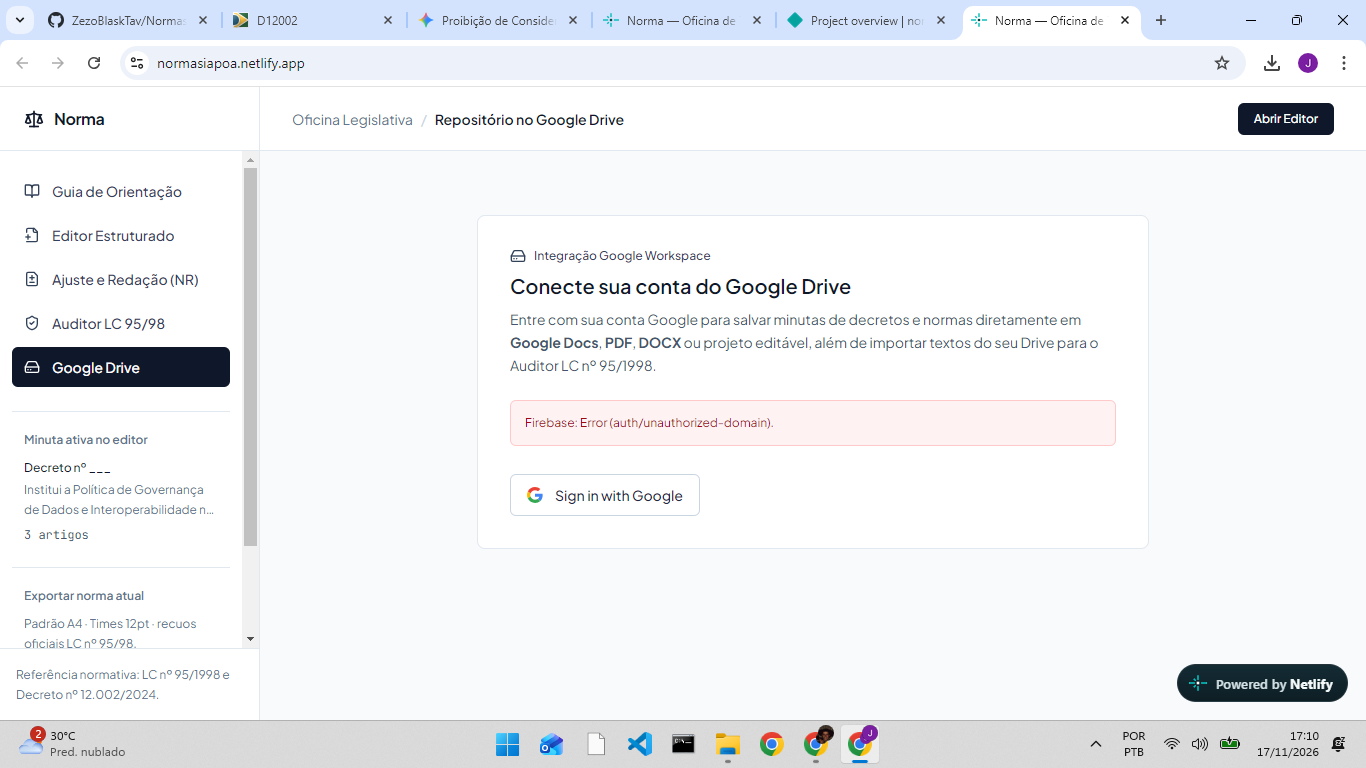 ZezoBlaskTav/Normas
D12002
Proibição de Conside
Norma — Oficina de
Project overview | no
Norma — Oficina de
normasiapoa.netlify.app
J
Norma
Oficina Legislativa / Repositório no Google Drive
Abrir Editor
Guia de Orientação
Editor Estruturado
Ajuste e Redação (NR)
Auditor LC 95/98
Google Drive
Minuta ativa no editor
Decreto nº ___
Institui a Política de Governança
de Dados e Interoperabilidade n...
3 artigos
Exportar norma atual
Padrão A4 · Times 12pt · recuos
oficiais LC nº 95/98.
Referência normativa: LC nº 95/1998 e
Decreto nº 12.002/2024.
Integração Google Workspace
Conecte sua conta do Google Drive
Entre com sua conta Google para salvar minutas de decretos e normas diretamente em
Google Docs, PDF, DOCX ou projeto editável, além de importar textos do seu Drive para o
Auditor LC nº 95/1998.
Firebase: Error (auth/unauthorized-domain).
Sign in with Google
Powered by Netlify
2
30°C
Pred. nublado
J
POR
PTB
17:10
17/11/2026